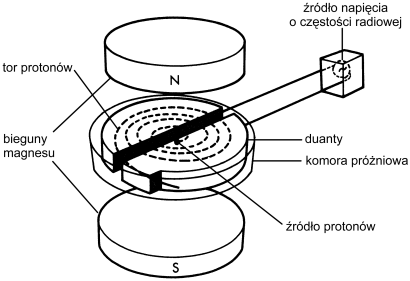 źródło napięcia
o częstości radiowej
N
tor protonów
bieguny
magnesu
duanty
komora próżniowa
źródło protonów
S